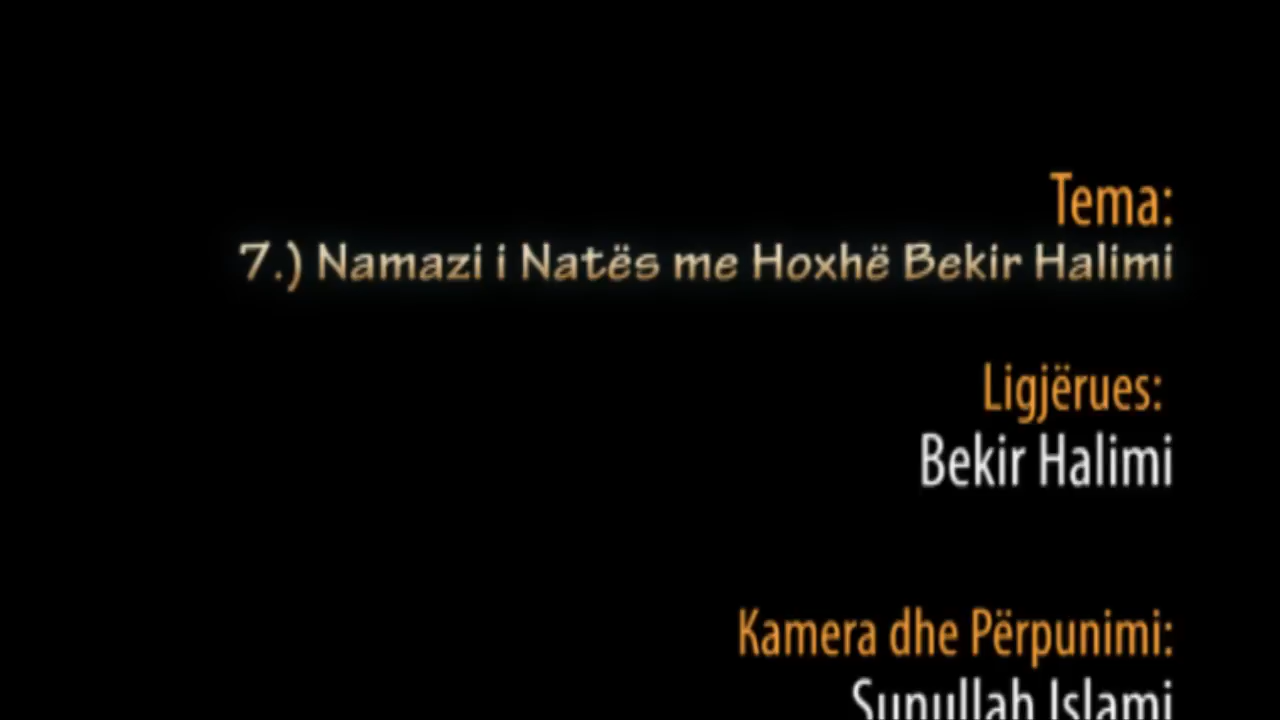 Tema:
7.) Namazi i Natës me Hoxhë Bekir Halimi
Ligjërues:
Bekir Halimi
Kamera dhe Përpunimi:
Sunullah Islami